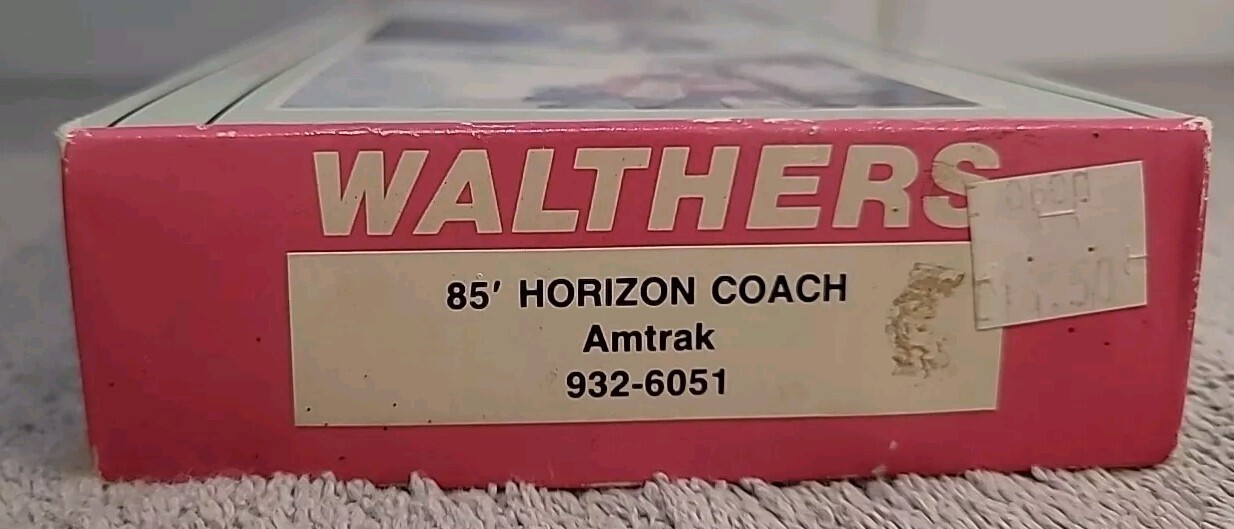 WALTHERS
85' HORIZON COACH
Amtrak
932-6051